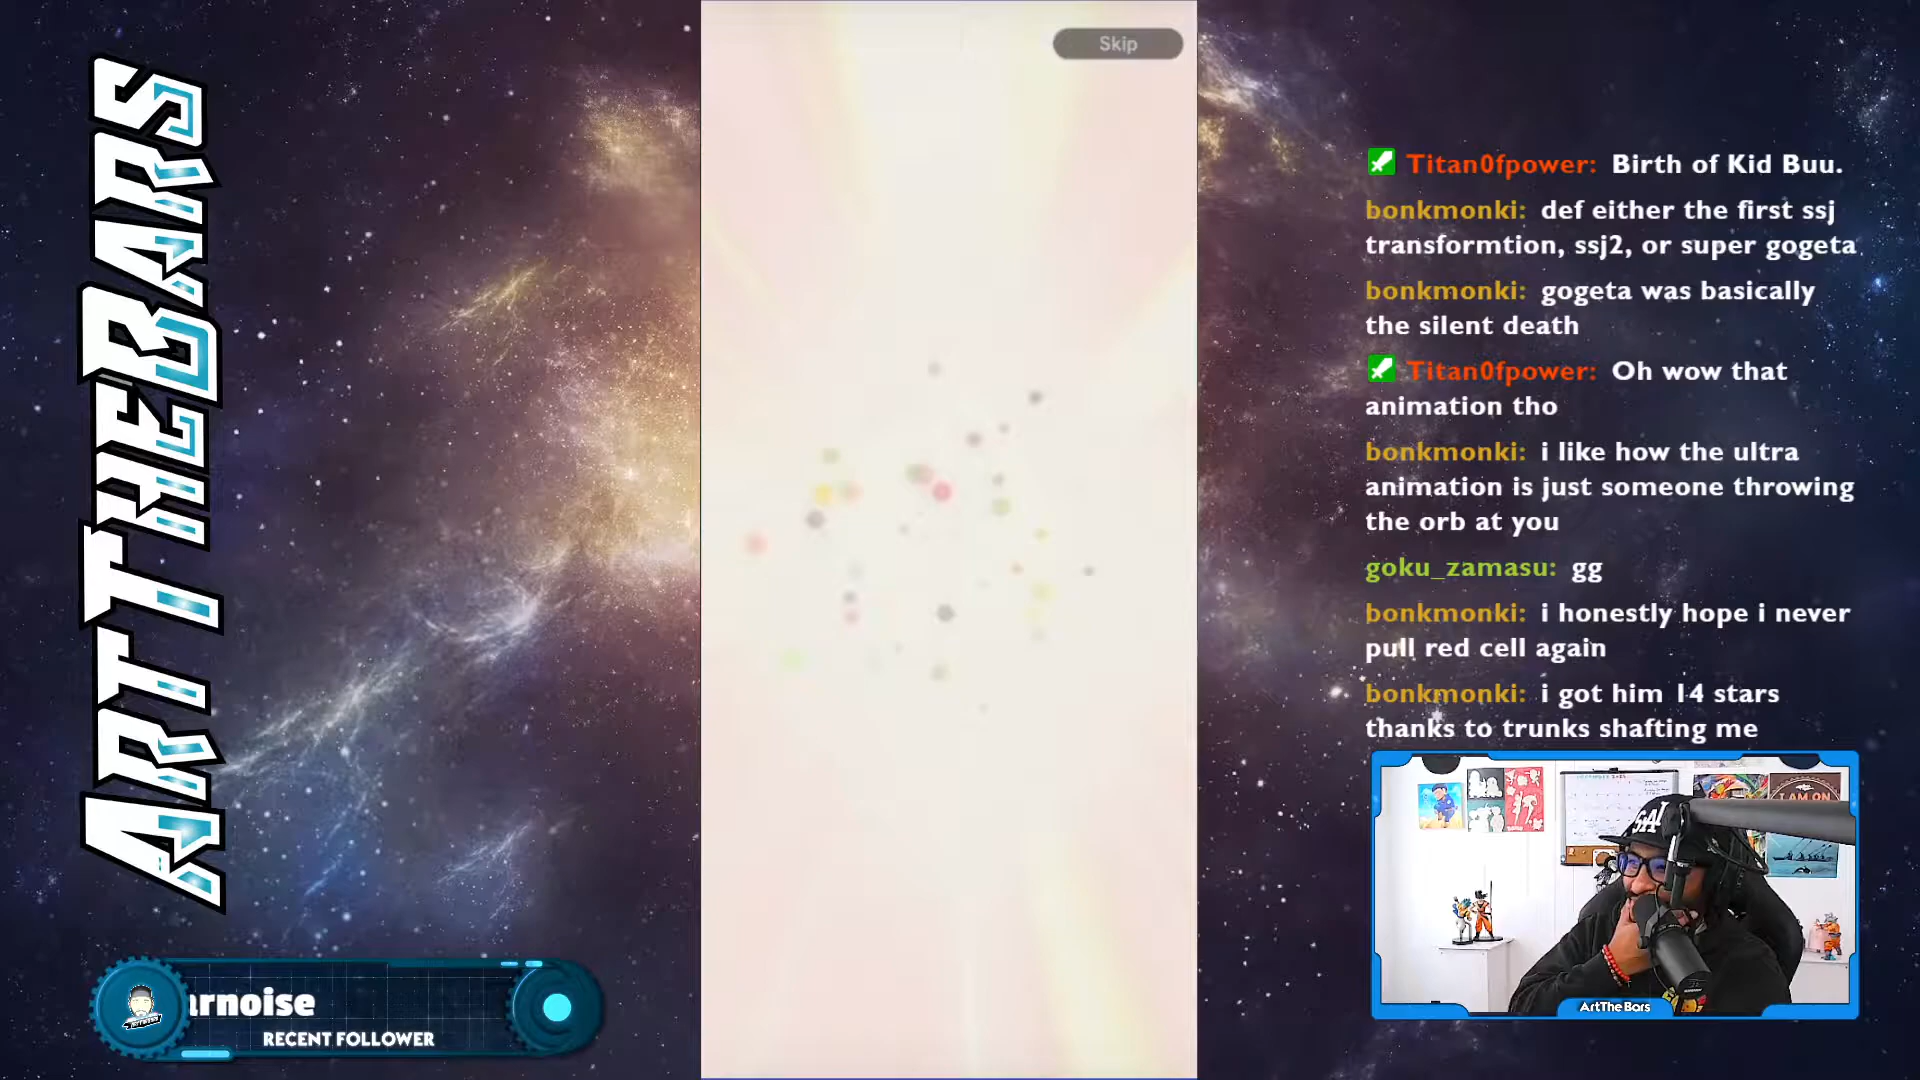 ARTTHEBARS
Skip
Titan0fpower: Birth of Kid Buu.
bonkmonki: def either the first ssj
transformtion, ssj2, or super gogeta
bonkmonki: gogeta was basically
the silent death
Titan0fpower: Oh wow that
animation tho
bonkmonki: i like how the ultra
animation is just someone throwing
the orb at you
goku_zamasu: gg
bonkmonki: i honestly hope i never
pull red cell again
bonkmonki: i got him 14 stars
thanks to trunks shafting me
I AM ON
ArtThe Bars
arnoise
RECENT FOLLOWER